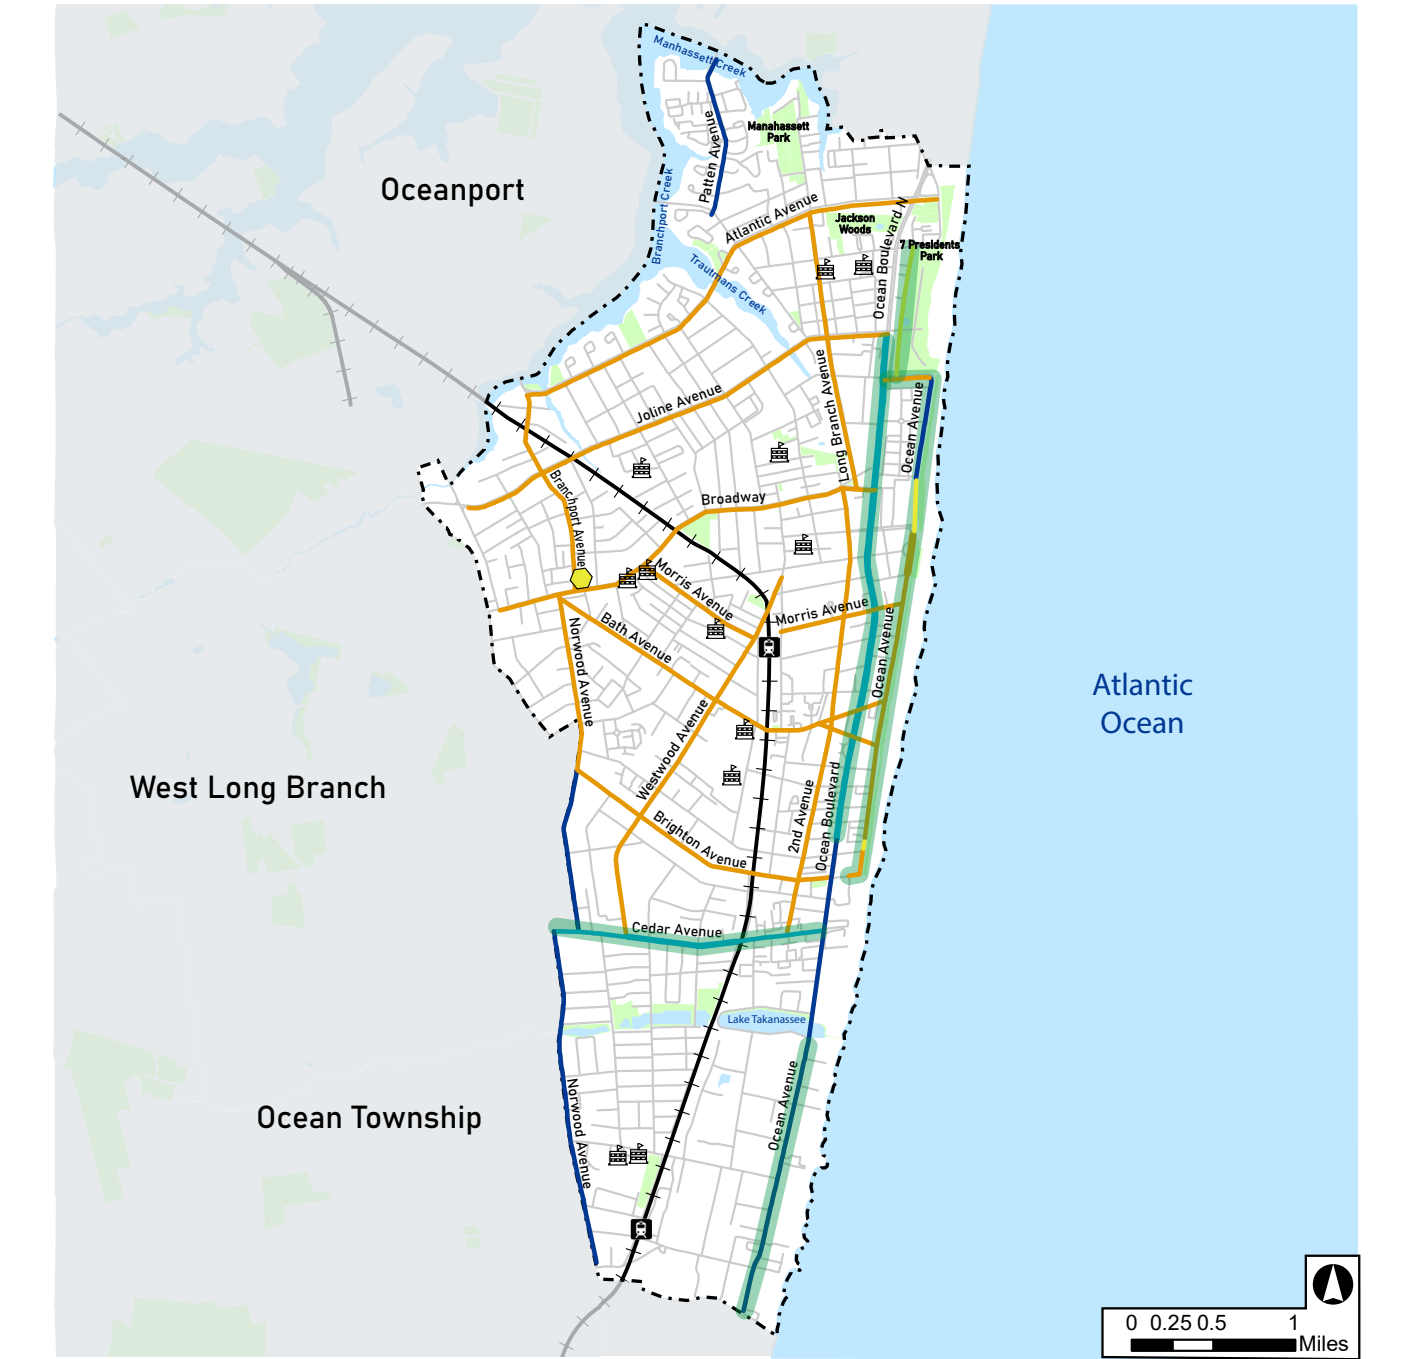 Manhassett Creek
Patten Avenue
Manahassett
Park
Oceanport
Branchport Creek
Atlantic Avenue
Jackson
Woods
Ocean Boulevard N
7 Presidents
Park
Trautmans Creek
Joline Avenue
Long Branch Avenue
Ocean Avenue
Branchport Avenue
Broadway
Morris Avenue
Morris Avenue
Bath Avenue
Norwood Avenue
Ocean Avenue
Atlantic
Ocean
Westwood Avenue
West Long Branch
2nd Avenue
Ocean Boulevard
Brighton Avenue
Cedar Avenue
Lake Takanassee
Ocean Township
Norwood Avenue
Ocean Avenue
0 0.25 0.5 1
Miles